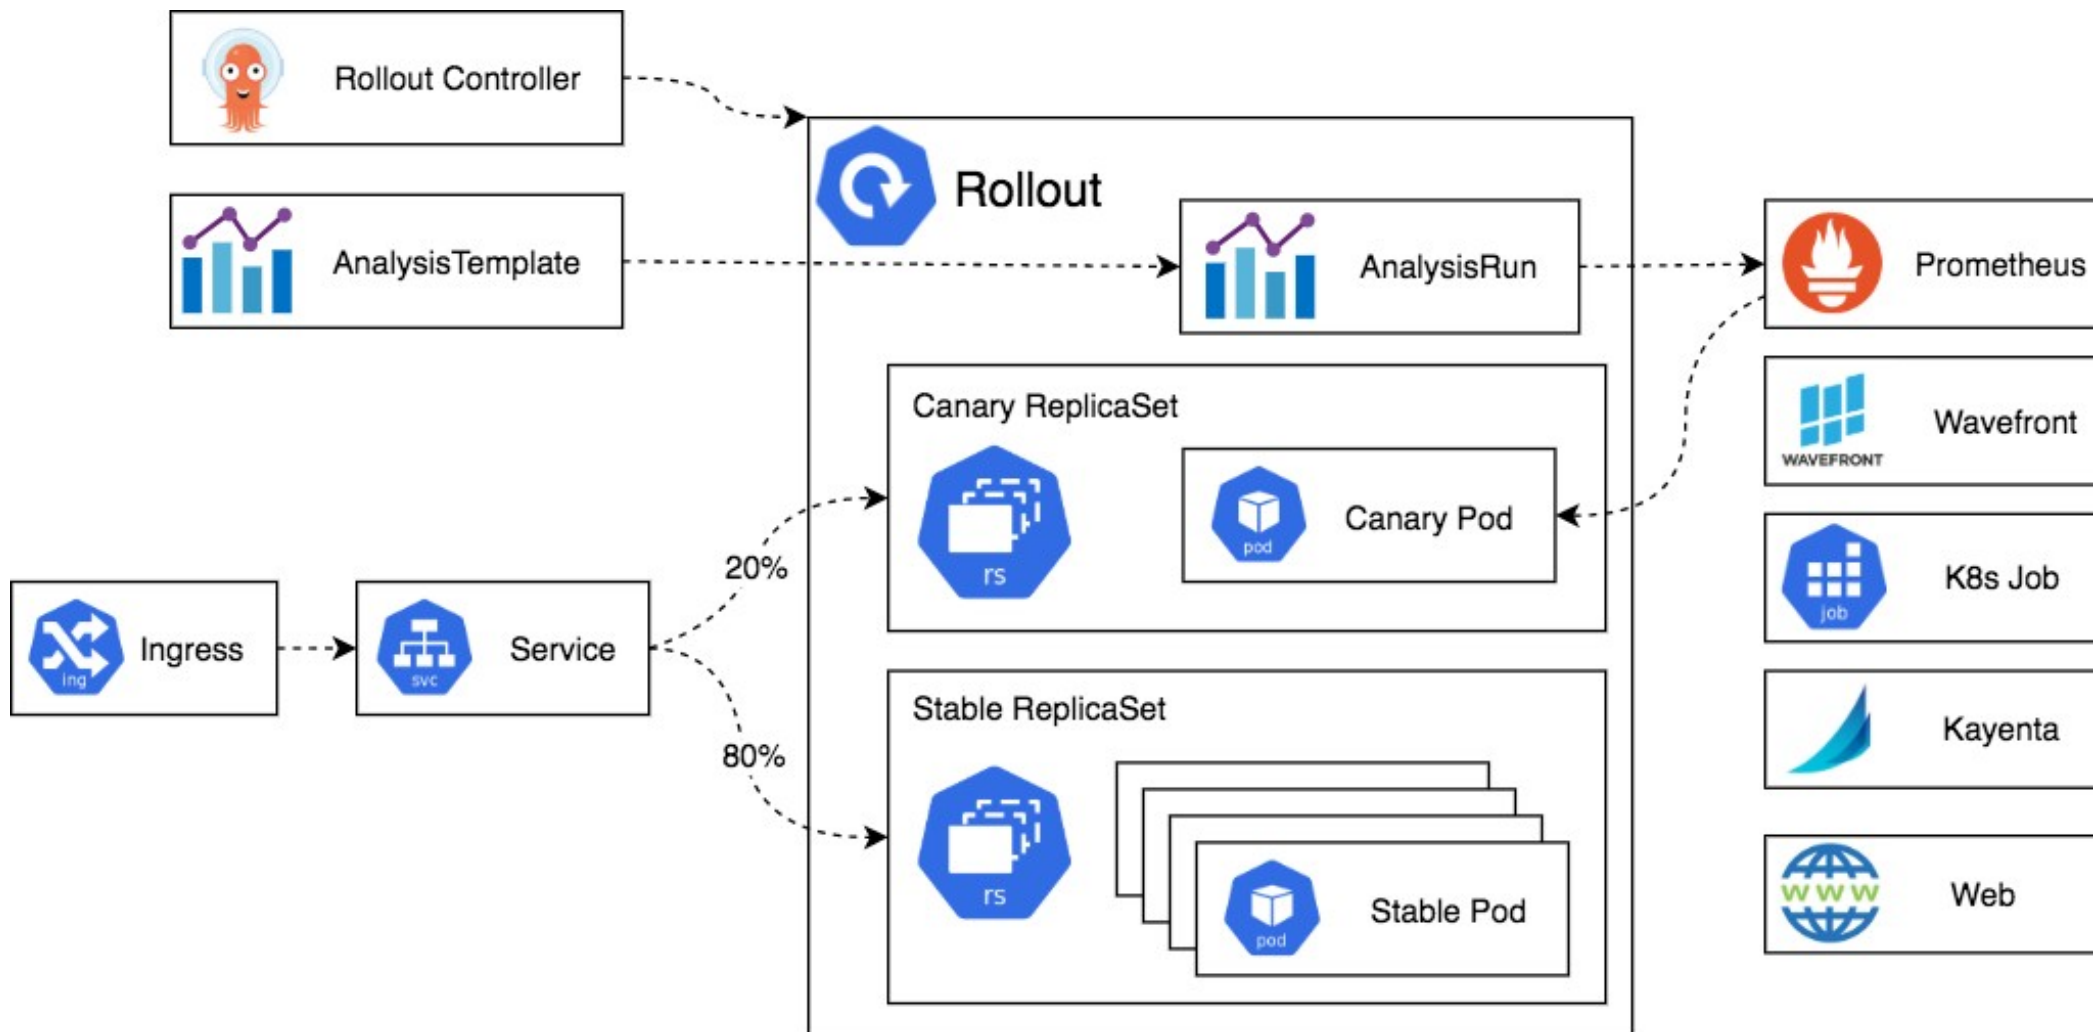 Rollout Controller
AnalysisTemplate
Rollout
AnalysisRun
Prometheus
Wavefront
WAVEFRONT
Canary ReplicaSet
rs
pod
Canary Pod
K8s Job
job
20%
Ingress
ing
Service
svc
80%
Stable ReplicaSet
rs
pod
Stable Pod
Kayenta
WWW
Web